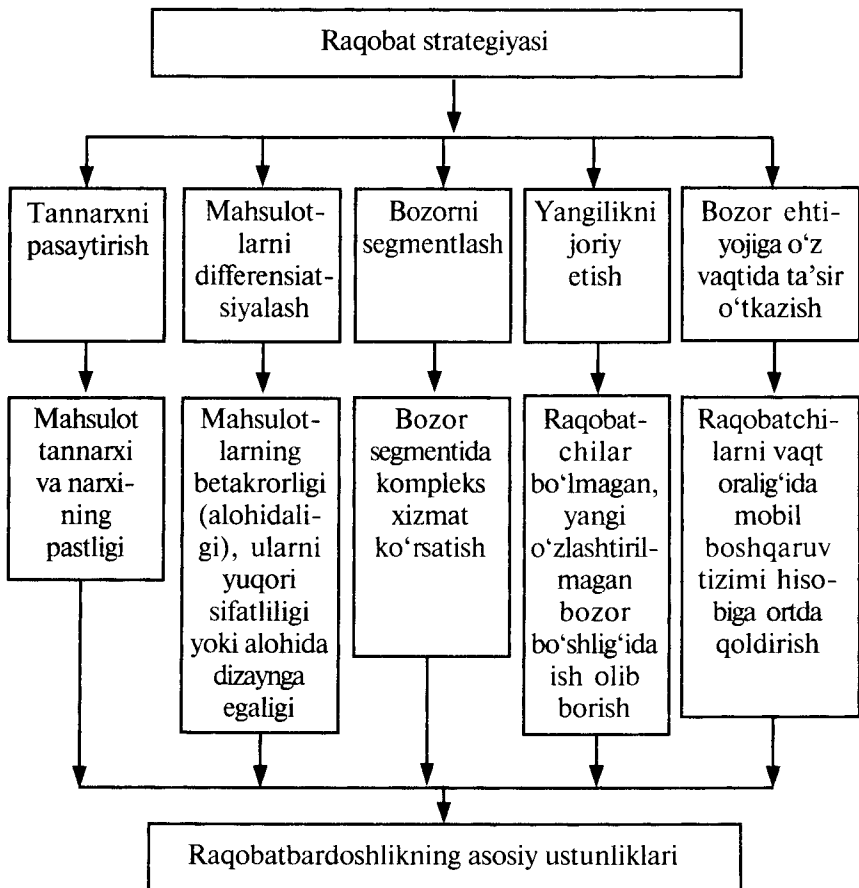 Raqobat strategiyasi
Tannarxni
pasaytirish
Mahsulot-
larni
differensiat-
siyalash
Bozorni
segmentlash
Yangilikni
joriy
etish
Bozor ehti-
yojiga o‘z
vaqtida ta’sir
o‘tkazish
Mahsulot
tannarxi
va narxi-
ning
pastligi
Mahsulot-
larning
betakrorligi
(alohidali-
gi), ularni
yuqori
sifatliligi
yoki alohida
dizaynga
egaligi
Bozor
segmentida
kompleks
xizmat
ko‘rsatish
Raqobat-
chilar
bo‘lmagan,
yangi
o‘zlashtiril-
magan
bozor
bo‘shlig‘ida
ish olib
borish
Raqobatchi-
larni vaqt
oralig‘ida
mobil
boshqaruv
tizimi hiso-
biga ortda
qoldirish
Raqobatbardoshlikning asosiy ustunliklari